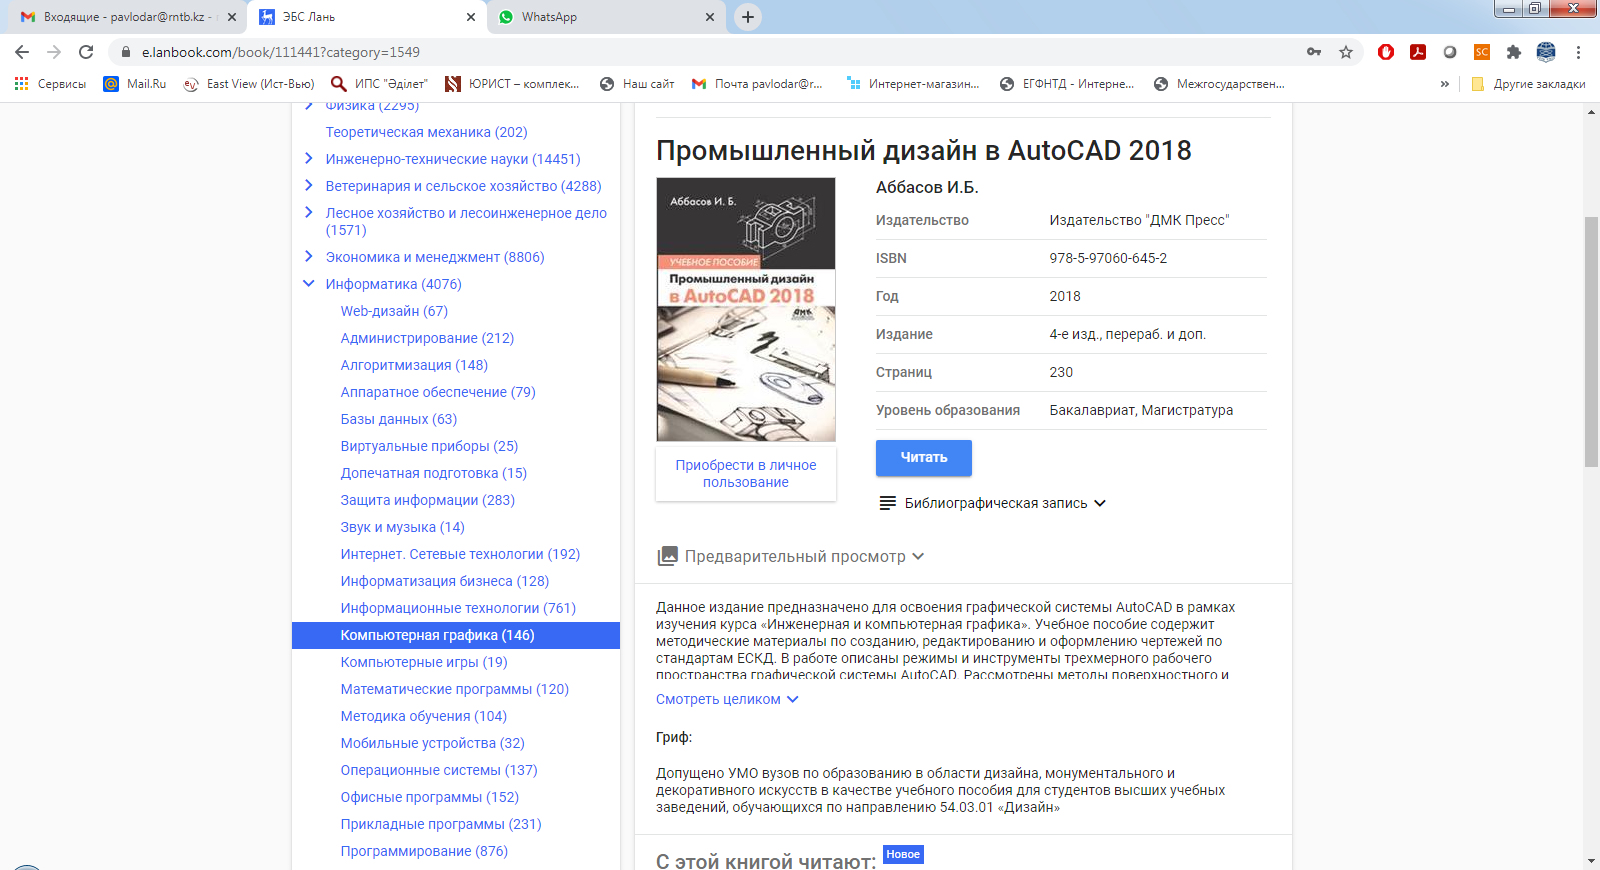 Входящие - pavlodar@rntb.kz -
ЭБС Лань
WhatsApp
e.lanbook.com/book/111441?category=1549
SC
Сервисы
Mail.Ru
East View (Ист-Вью)
ИПС "Әділет"
ЮРИСТ – комплек...
Наш сайт
Почта pavlodar@r...
Интернет-магазин...
ЕГФНТД - Интерне...
Межгосударствен...
»
Другие закладки
Физика (2295)
Теоретическая механика (202)
Инженерно-технические науки (14451)
Ветеринария и сельское хозяйство (4288)
Лесное хозяйство и лесоинженерное дело
(1571)
Экономика и менеджмент (8806)
Информатика (4076)
Web-дизайн (67)
Администрирование (212)
Алгоритмизация (148)
Аппаратное обеспечение (79)
Базы данных (63)
Виртуальные приборы (25)
Допечатная подготовка (15)
Защита информации (283)
Звук и музыка (14)
Интернет. Сетевые технологии (192)
Информатизация бизнеса (128)
Информационные технологии (761)
Компьютерная графика (146)
Компьютерные игры (19)
Математические программы (120)
Методика обучения (104)
Мобильные устройства (32)
Операционные системы (137)
Офисные программы (152)
Прикладные программы (231)
Программирование (876)
Промышленный дизайн в AutoCAD 2018
Аббасов И. Б.
УЧЕБНОЕ ПОСОБИЕ
Промышленный дизайн
в AutoCAD 2018
ДМК
Приобрести в личное
пользование
Аббасов И.Б.
Издательство Издательство "ДМК Пресс"
ISBN 978-5-97060-645-2
Год 2018
Издание 4-е изд., перераб. и доп.
Страниц 230
Уровень образования Бакалавриат, Магистратура
Читать
Библиографическая запись
Предварительный просмотр
Данное издание предназначено для освоения графической системы AutoCAD в рамках
изучения курса «Инженерная и компьютерная графика». Учебное пособие содержит
методические материалы по созданию, редактированию и оформлению чертежей по
стандартам ЕСКД. В работе описаны режимы и инструменты трехмерного рабочего
пространства графической системы AutoCAD. Рассмотрены методы поверхностного и
Смотреть целиком
Гриф:
Допущено УМО вузов по образованию в области дизайна, монументального и
декоративного искусств в качестве учебного пособия для студентов высших учебных
заведений, обучающихся по направлению 54.03.01 «Дизайн»
С этой книгой читают: Новое